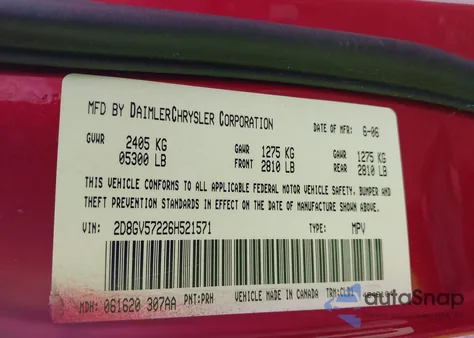 MFD BY DAIMLERCHRYSLER CORPORATION DATE OF MFR: 6-06
GVWR 2405 KG GAWR 1275 KG GAWR 1275 KG
05300 LB FRONT 2810 LB REAR 2810 LB
THIS VEHICLE CONFORMS TO ALL APPLICABLE FEDERAL MOTOR VEHICLE SAFETY, BUMPER AND
THEFT PREVENTION STANDARDS IN EFFECT ON THE DATE OF MANUFACTURE SHOWN ABOVE.
VIN: 2D8GV57226H521571 TYPE: MPV
MDH: 061620 307AA PNT:PRH VEHICLE MADE IN CANADA TRM:CLD1
autoSnap